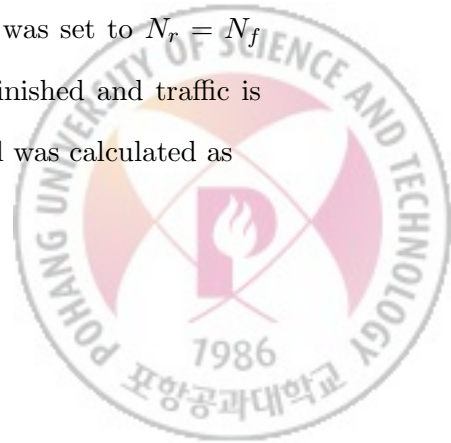 was set to N_r = N_f
inished and traffic is
d was calculated as
POHANG UNIVERSITY OF SCIENCE AND TECHNOLOGY
1986
포항공과대학교